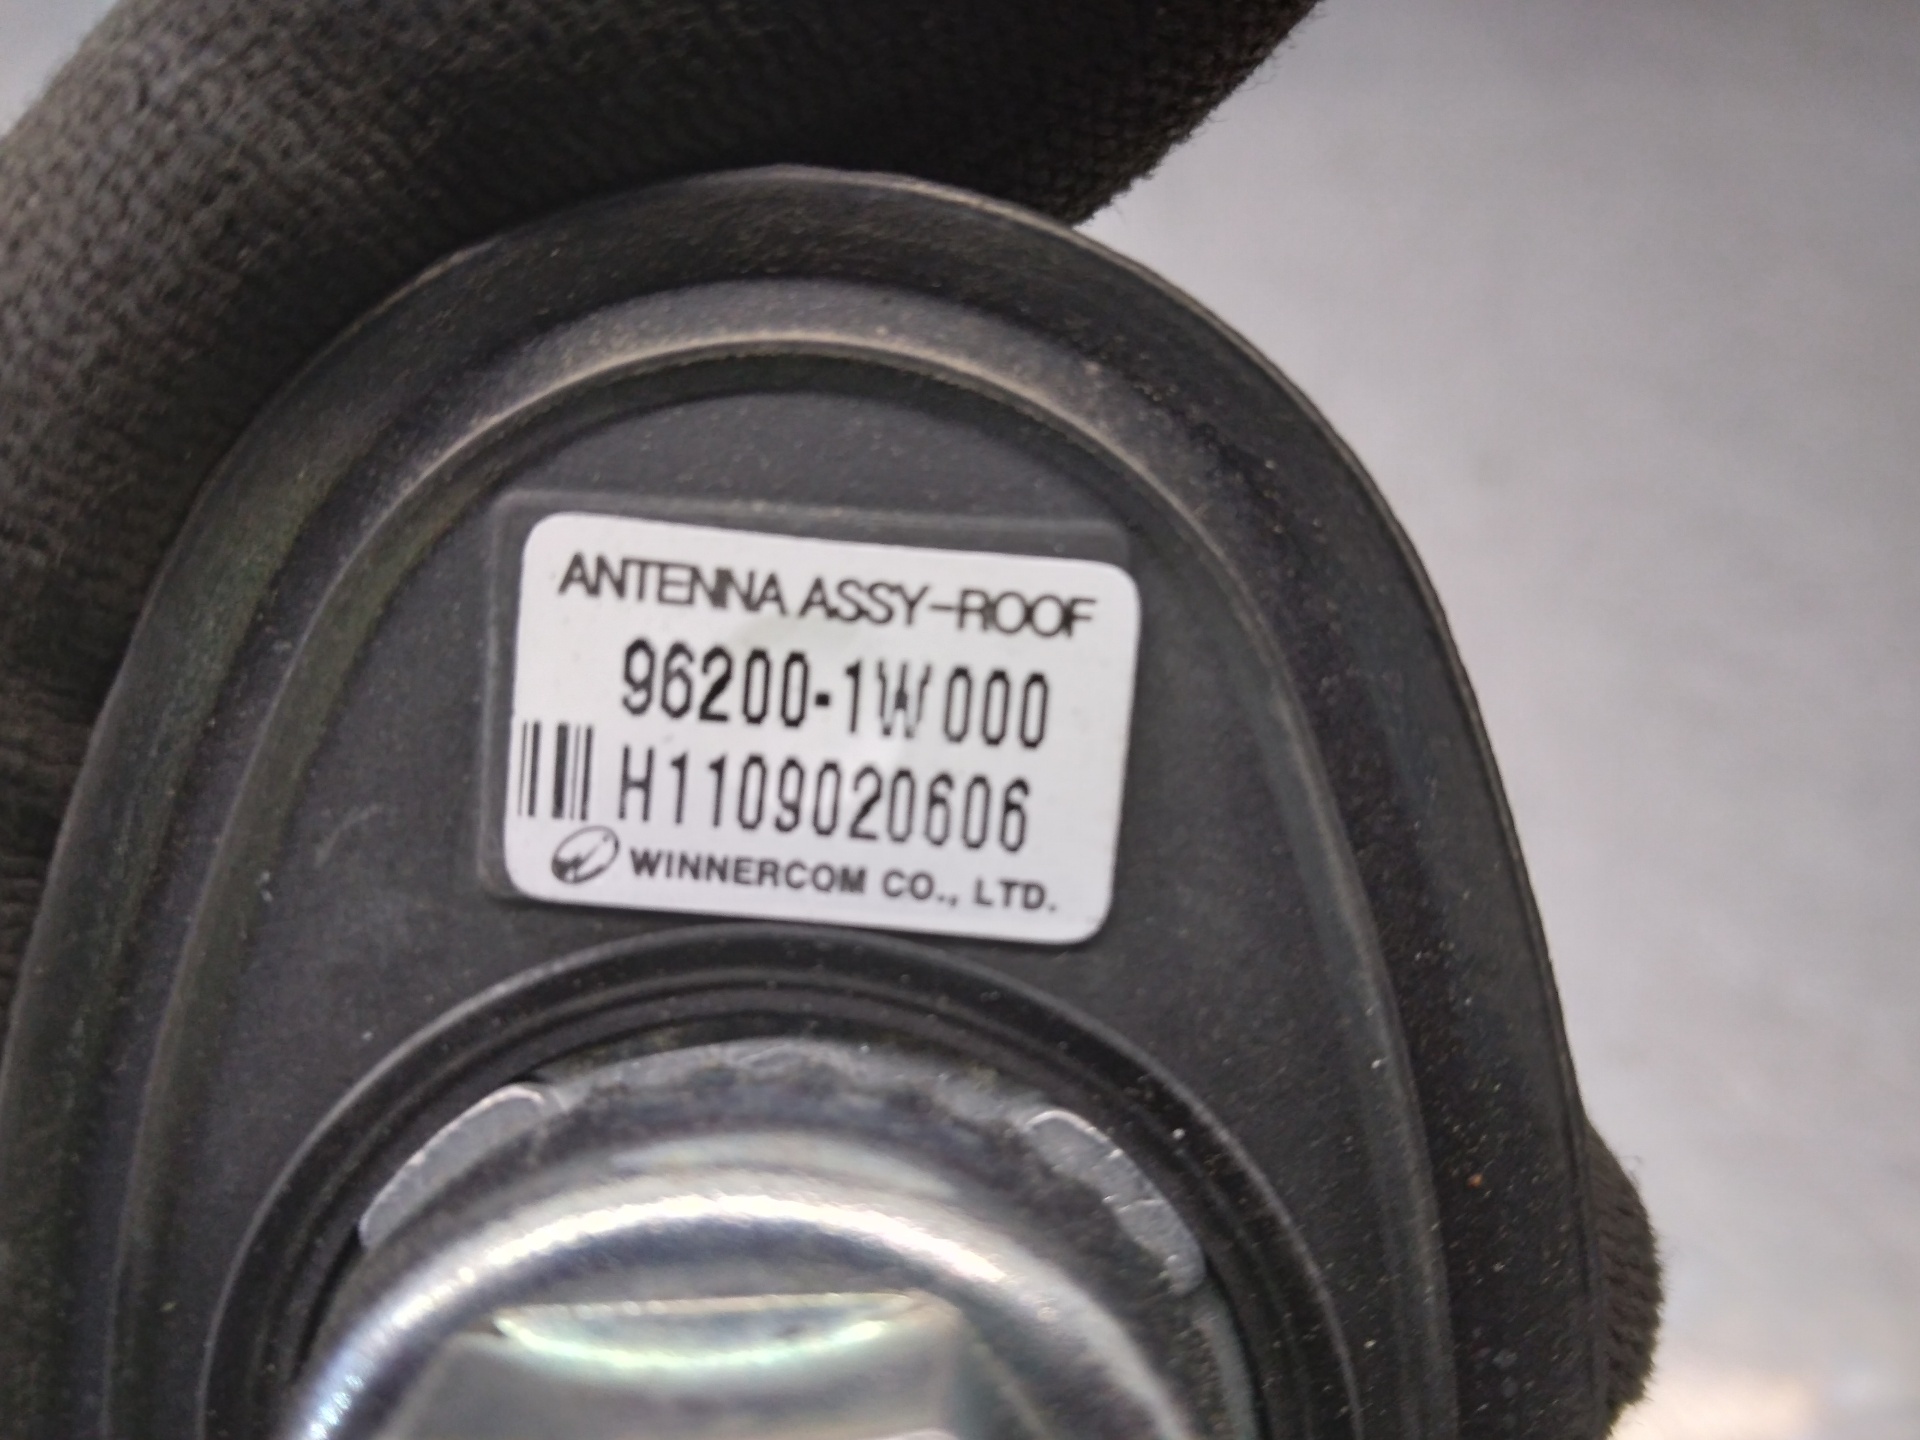 ANTENNA ASSY-ROOF
96200-1W000
H1109020606
WINNERCOM CO., LTD.